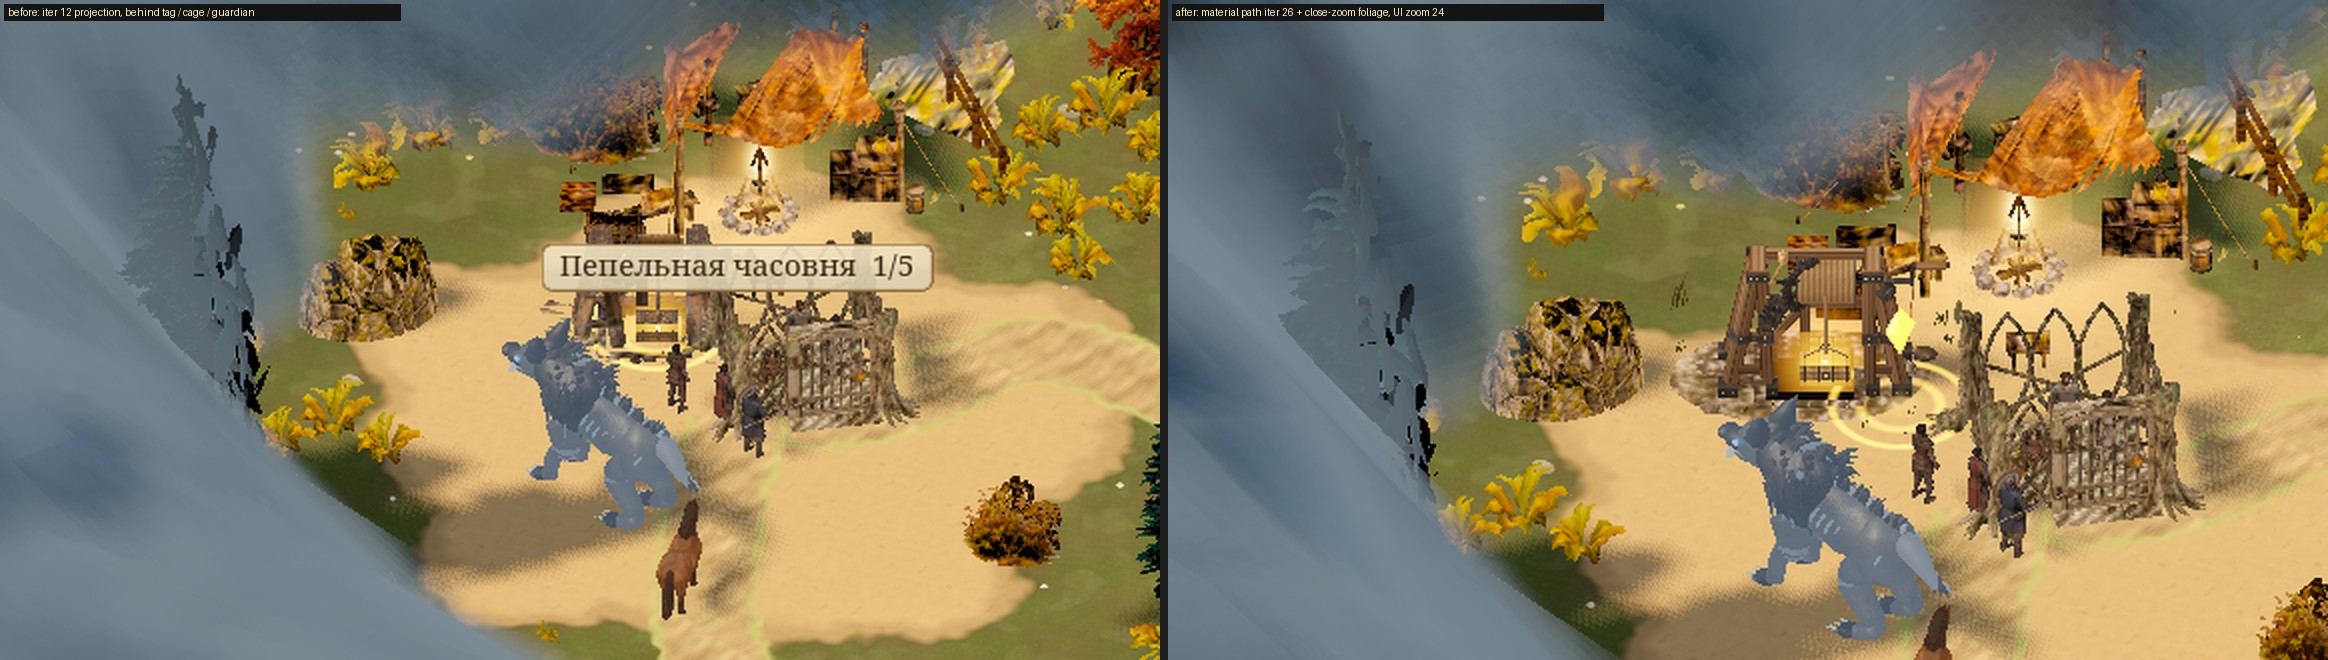 before: iter 12 projection, behind tag / cage / guardian
after: material path iter 26 + close-zoom foliage, UI zoom 24
Пепельная часовня 1/5